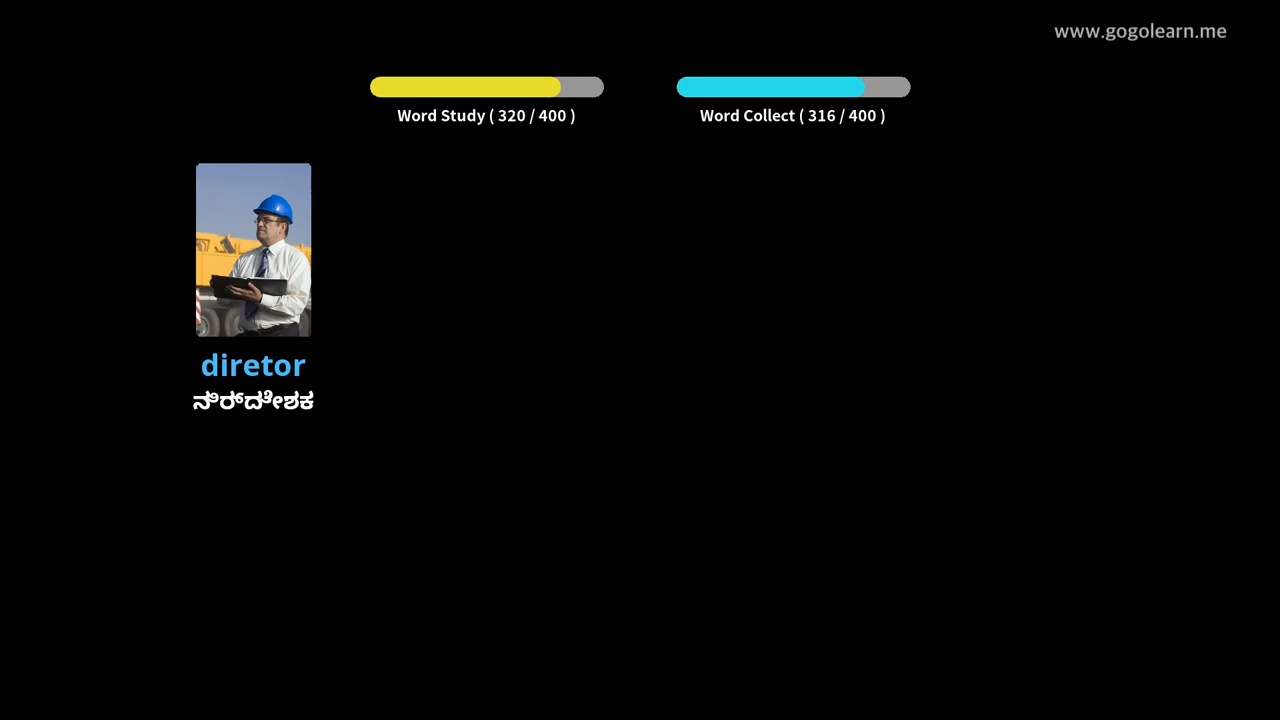 www.gogolearn.me
Word Study ( 320 / 400 )
Word Collect ( 316 / 400 )
diretor
ನಿರ್ದೇಶಕ